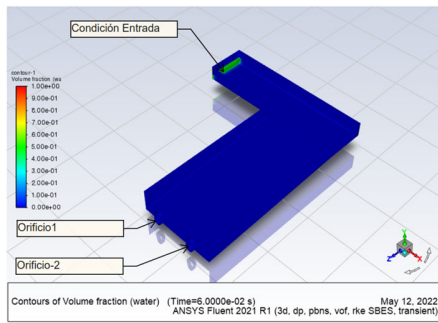 Condición Entrada
contour-1
Volume fraction (wa
1.00e+00
9.00e-01
8.00e-01
7.00e-01
6.00e-01
5.00e-01
4.00e-01
3.00e-01
2.00e-01
1.00e-01
0.00e+00
Orificio1
Orificio-2
Y
Z
X
Contours of Volume fraction (water) (Time=6.0000e-02 s)
May 12, 2022
ANSYS Fluent 2021 R1 (3d, dp, pbns, vof, rke SBES, transient)